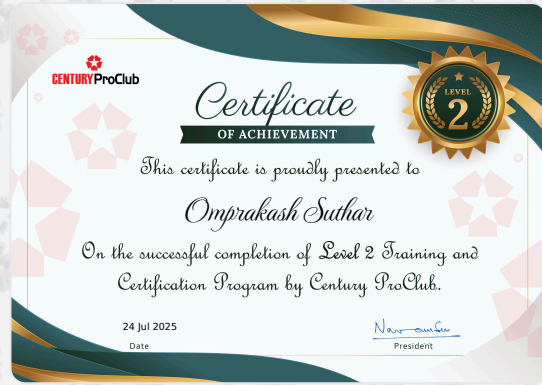 CENTURY ProClub
Certificate
OF ACHIEVEMENT
LEVEL
2
This certificate is proudly presented to
Omprakash Suthar
On the successful completion of Level 2 Training and
Certification Program by Century ProClub.
24 Jul 2025
Date
President